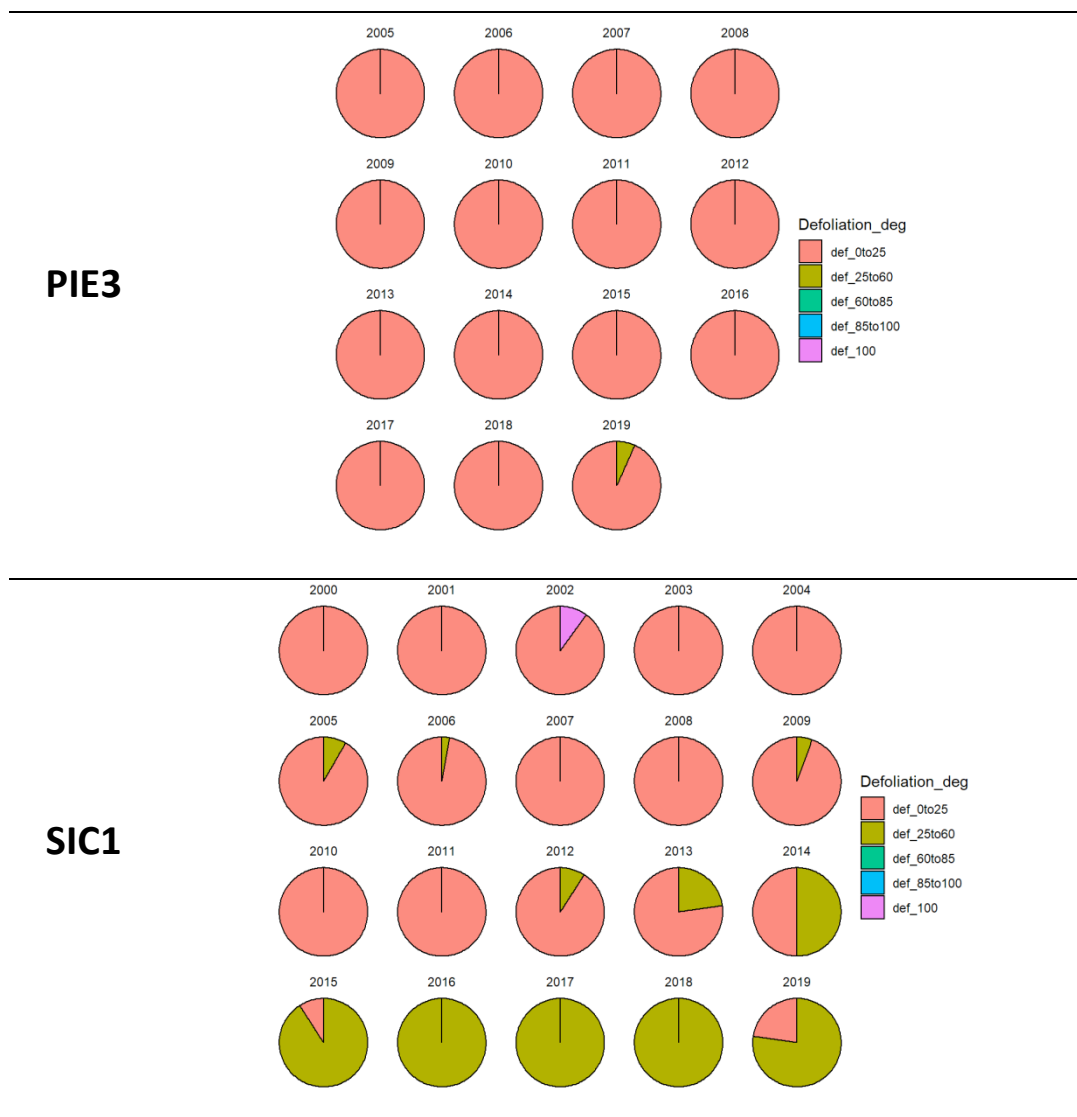 2005 2006 2007 2008
2009 2010 2011 2012
PIE3
Defoliation_deg
def_0to25
def_25to60
def_60to85
def_85to100
def_100
2013 2014 2015 2016
2017 2018 2019
2000 2001 2002 2003 2004
2005 2006 2007 2008 2009
SIC1
Defoliation_deg
def_0to25
def_25to60
def_60to85
def_85to100
def_100
2010 2011 2012 2013 2014
2015 2016 2017 2018 2019